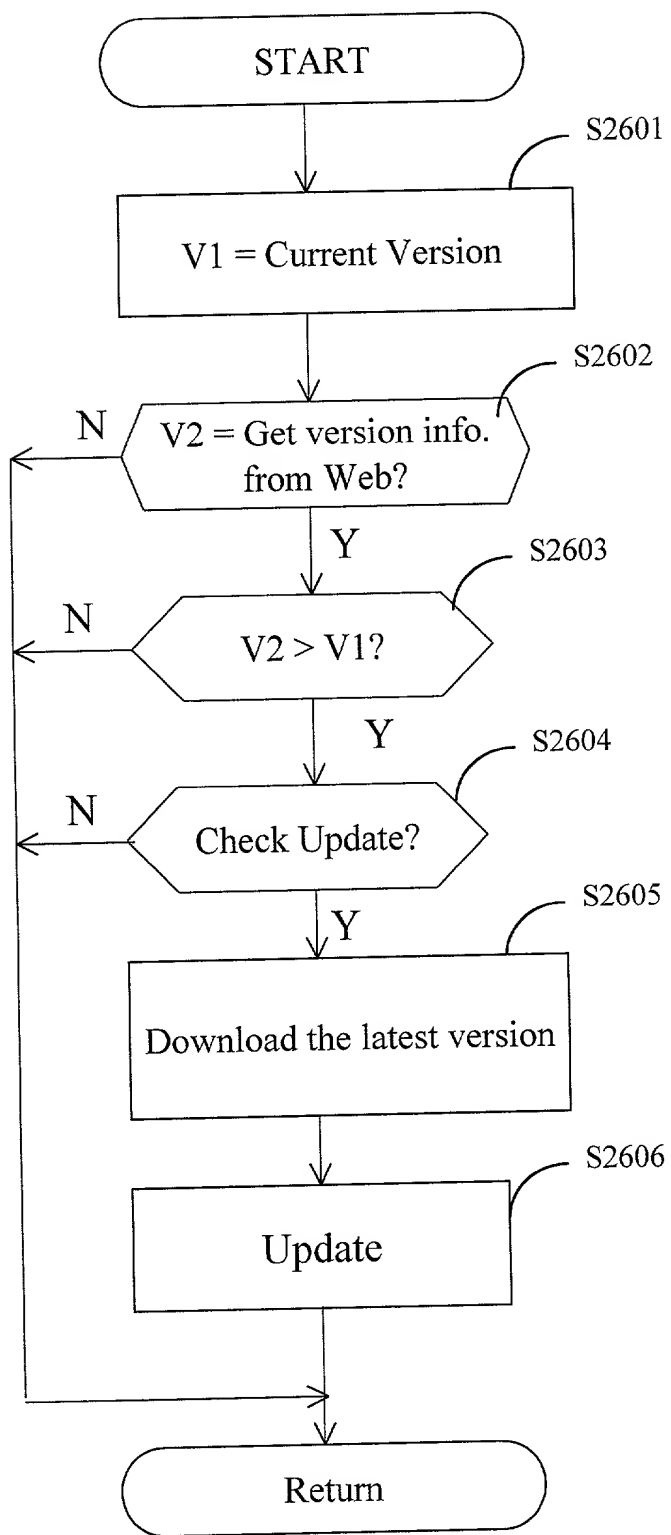 START
S2601
V1 = Current Version
S2602
N
V2 = Get version info.
from Web?
Y
S2603
N
V2 > V1?
Y
S2604
N
Check Update?
Y
S2605
Download the latest version
S2606
Update
Return